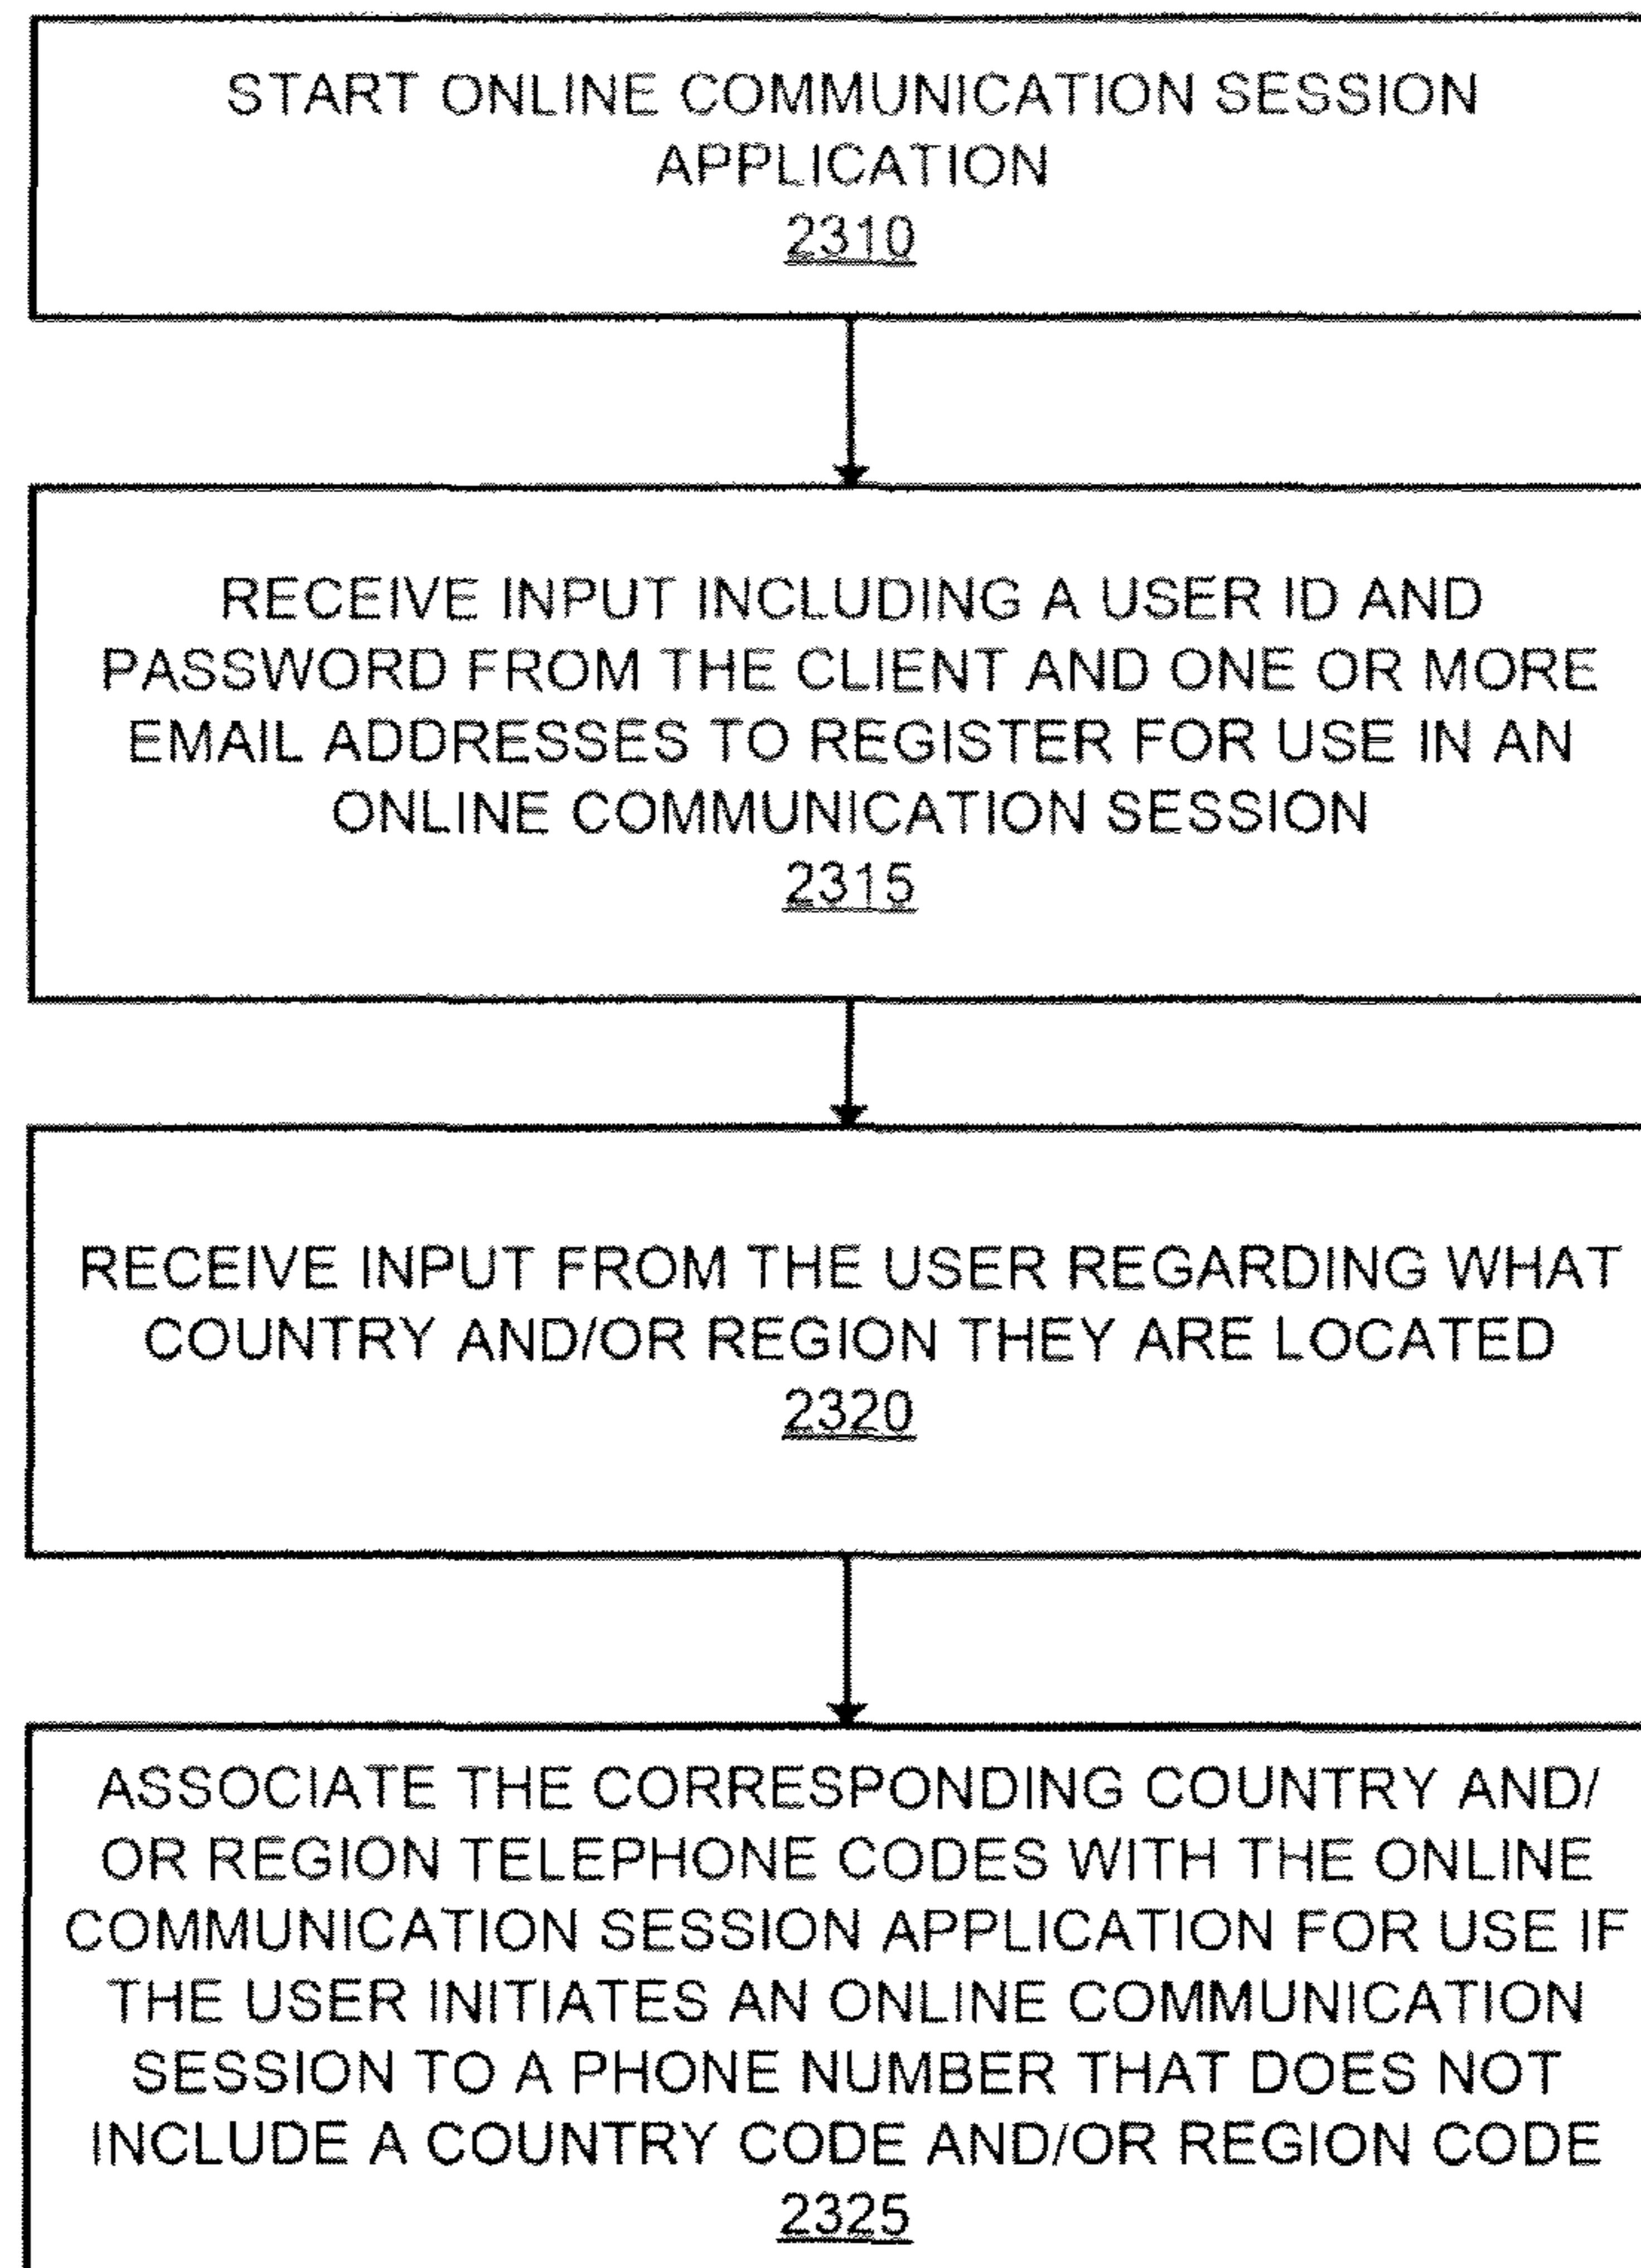 START ONLINE COMMUNICATION SESSION
APPLICATION
2310
RECEIVE INPUT INCLUDING A USER ID AND
PASSWORD FROM THE CLIENT AND ONE OR MORE
EMAIL ADDRESSES TO REGISTER FOR USE IN AN
ONLINE COMMUNICATION SESSION
2315
RECEIVE INPUT FROM THE USER REGARDING WHAT
COUNTRY AND/OR REGION THEY ARE LOCATED
2320
ASSOCIATE THE CORRESPONDING COUNTRY AND/
OR REGION TELEPHONE CODES WITH THE ONLINE
COMMUNICATION SESSION APPLICATION FOR USE IF
THE USER INITIATES AN ONLINE COMMUNICATION
SESSION TO A PHONE NUMBER THAT DOES NOT
INCLUDE A COUNTRY CODE AND/OR REGION CODE
2325